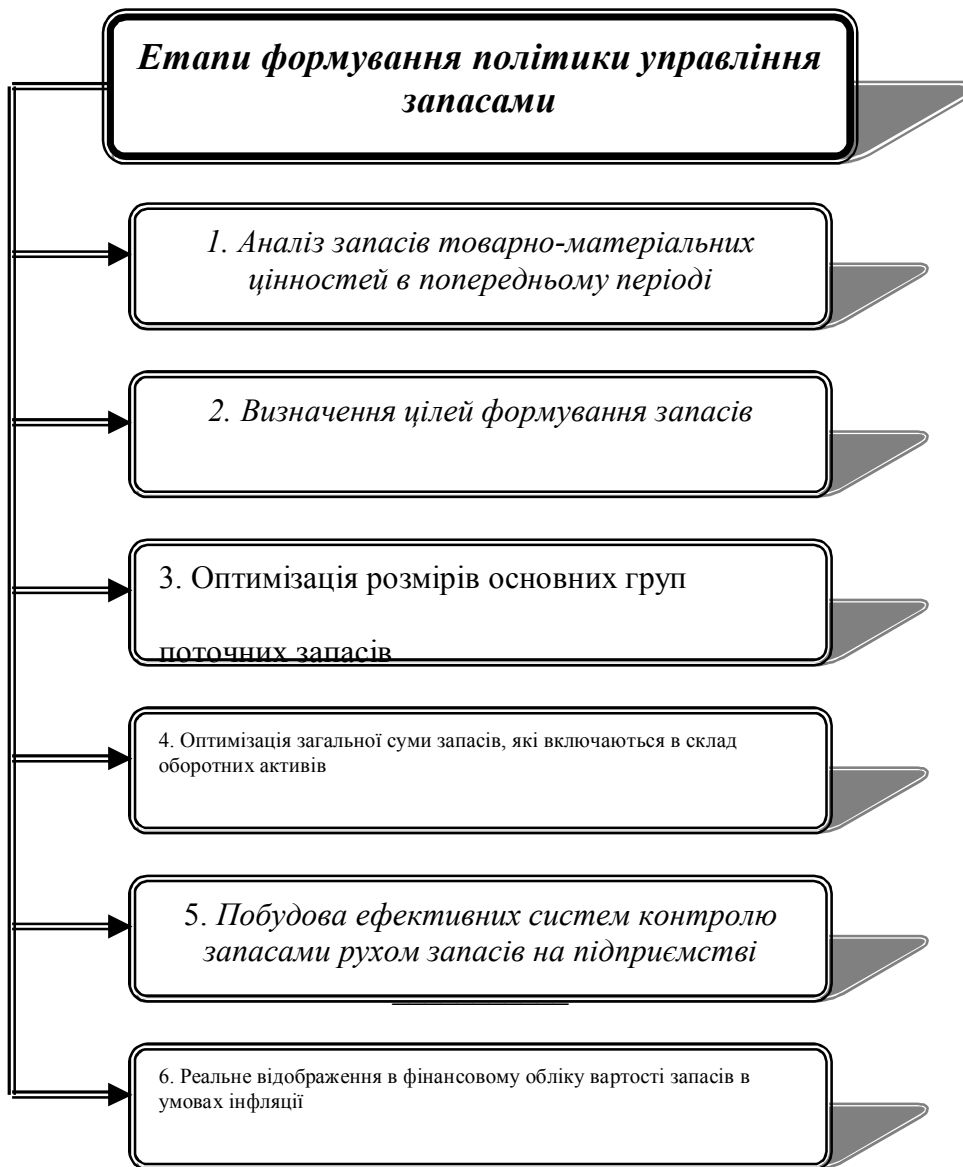 Етапи формування політики управління
запасами
1. Аналіз запасів товарно-матеріальних
цінностей в попередньому періоді
2. Визначення цілей формування запасів
3. Оптимізація розмірів основних груп
поточних запасів
4. Оптимізація загальної суми запасів, які включаються в склад
оборотних активів
5. Побудова ефективних систем контролю
запасами рухом запасів на підприємстві
6. Реальне відображення в фінансовому обліку вартості запасів в
умовах інфляції